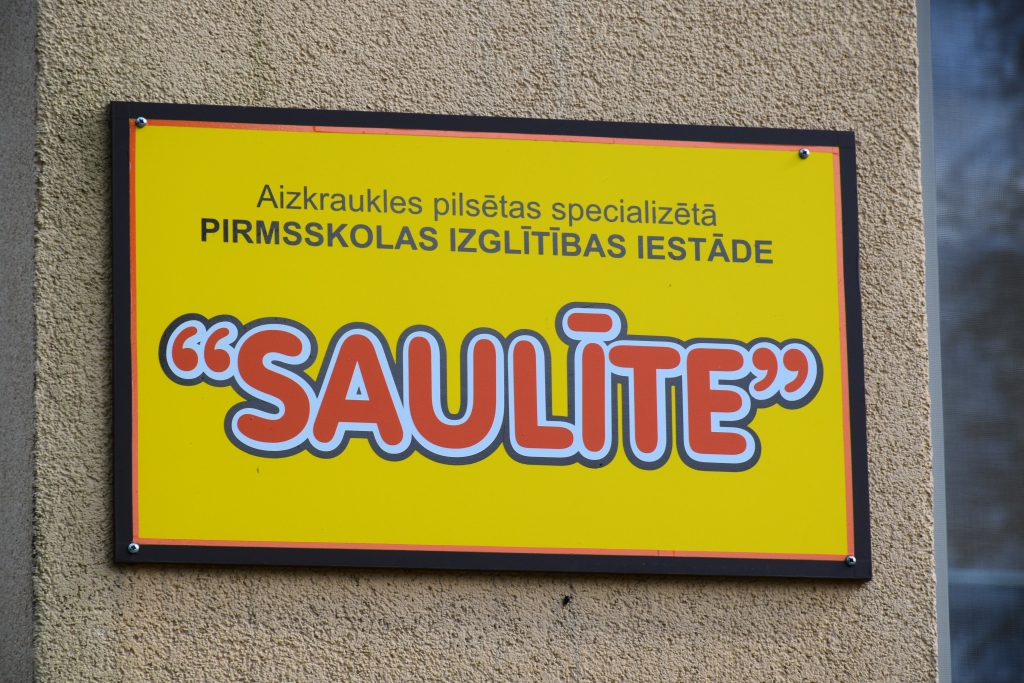 Aizkraukles pilsētas specializētā
PIRMSSKOLAS IZGLĪTĪBAS IESTĀDE
“SAULĪTE”